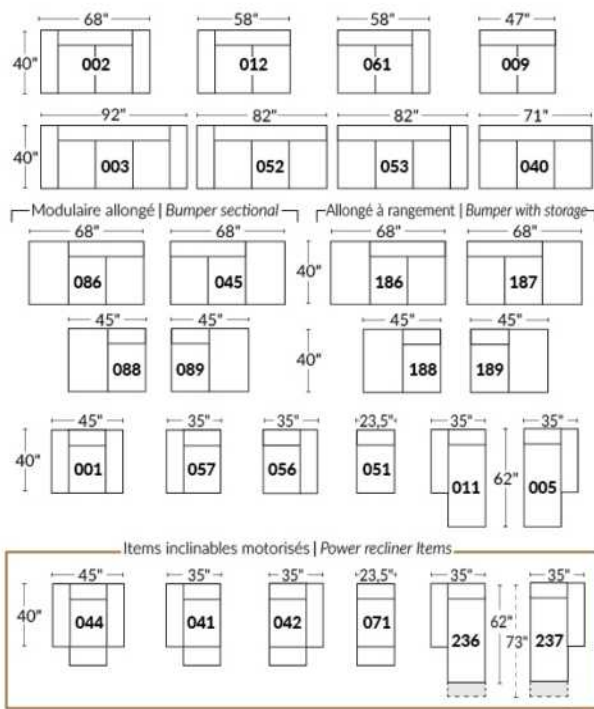 68" 58" 58" 47"
40" 002 012 061 009
92" 82" 82" 71"
40" 003 052 053 040
Modulaire allongé | Bumper sectional Allongé à rangement | Bumper with storage
68" 68" 68" 68"
086 045 40" 186 187
45" 45" 45" 45"
088 089 40" 188 189
45" 35" 35" 23,5" 35" 35"
40" 001 057 056 051 011 62" 005
Items inclinables motorisés | Power recliner Items
45" 35" 35" 23,5" 35" 35"
40" 044 041 042 071 236 62" 73" 237